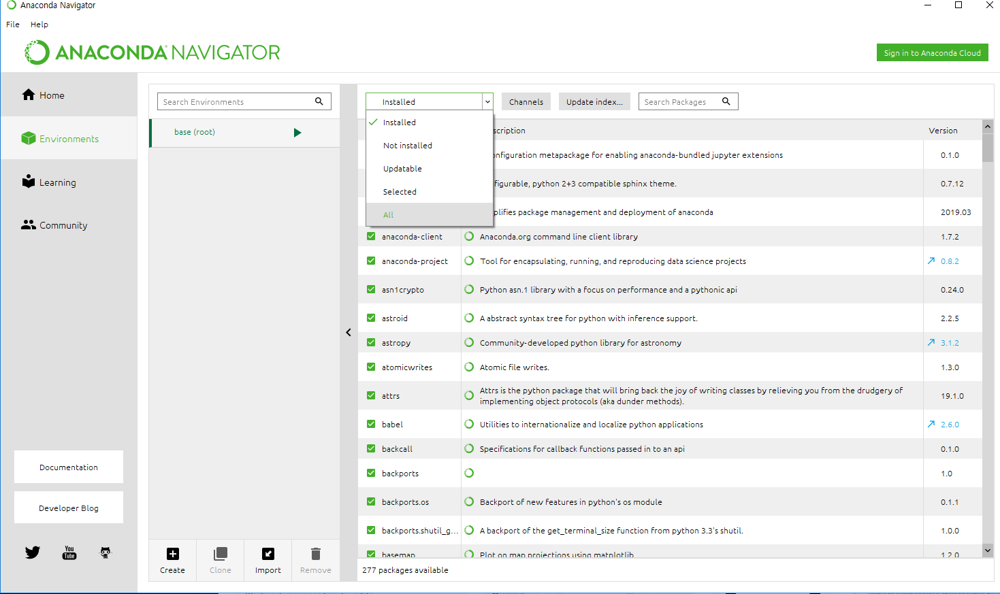 Anaconda Navigator
File Help
ANACONDA NAVIGATOR
Sign in to Anaconda Cloud
Home
Environments
Learning
Community
Documentation
Developer Blog
You
Tube
Search Environments
base (root)
Create Clone Import Remove
Installed Channels Update index... Search Packages
Installed
Not installed
Updatable
Selected
All
scription Version
onfiguration metapackage for enabling anaconda-bundled jupyter extensions 0.1.0
figurable, python 2+3 compatible sphinx theme. 0.7.12
plifies package management and deployment of anaconda 2019.03
anaconda-client Anaconda.org command line client library 1.7.2
anaconda-project Tool for encapsulating, running, and reproducing data science projects 0.8.2
asn1crypto Python asn.1 library with a focus on performance and a pythonic api 0.24.0
astroid A abstract syntax tree for python with inference support. 2.2.5
astropy Community-developed python library for astronomy 3.1.2
atomicwrites Atomic file writes. 1.3.0
attrs Attrs is the python package that will bring back the joy of writing classes by relieving you from the drudgery of 19.1.0
implementing object protocols (aka dunder methods).
babel Utilities to internationalize and localize python applications 2.6.0
backcall Specifications for callback functions passed in to an api 0.1.0
backports 1.0
backports.os Backport of new features in python's os module 0.1.1
backports.shutil_g... A backport of the get_terminal_size function from python 3.3's shutil. 1.0.0
basemap Plot on map projections using matplotlib 1.2.0
277 packages available